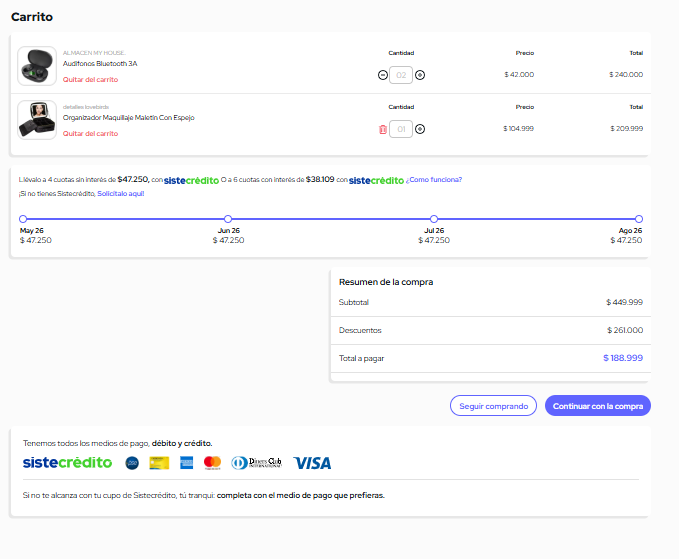 Carrito
ALMACEN MY HOUSE
Audifonos Bluetooth 3A
Quitar del carrito
Cantidad
02
Precio
$ 42.000
Total
$ 240.000
detalles lovebirds
Organizador Maquillaje Maletin Con Espejo
Quitar del carrito
Cantidad
01
Precio
$ 104.999
Total
$ 209.999
Llévalo a 4 cuotas sin interés de $47.250, con sistecrédito O a 6 cuotas con interés de $38.109 con sistecrédito ¿Como funciona?
¡Si no tienes Sistecrédito, Solicítalo aquí!
May 26
$ 47.250
Jun 26
$ 47.250
Jul 26
$ 47.250
Ago 26
$ 47.250
Resumen de la compra
Subtotal $ 449.999
Descuentos $ 261.000
Total a pagar $ 188.999
Seguir comprando
Continuar con la compra
Tenemos todos los medios de pago, débito y crédito.
sistecrédito Diners Club INTERNATIONAL VISA
Si no te alcanza con tu cupo de Sistecrédito, tú tranqui: completa con el medio de pago que prefieras.